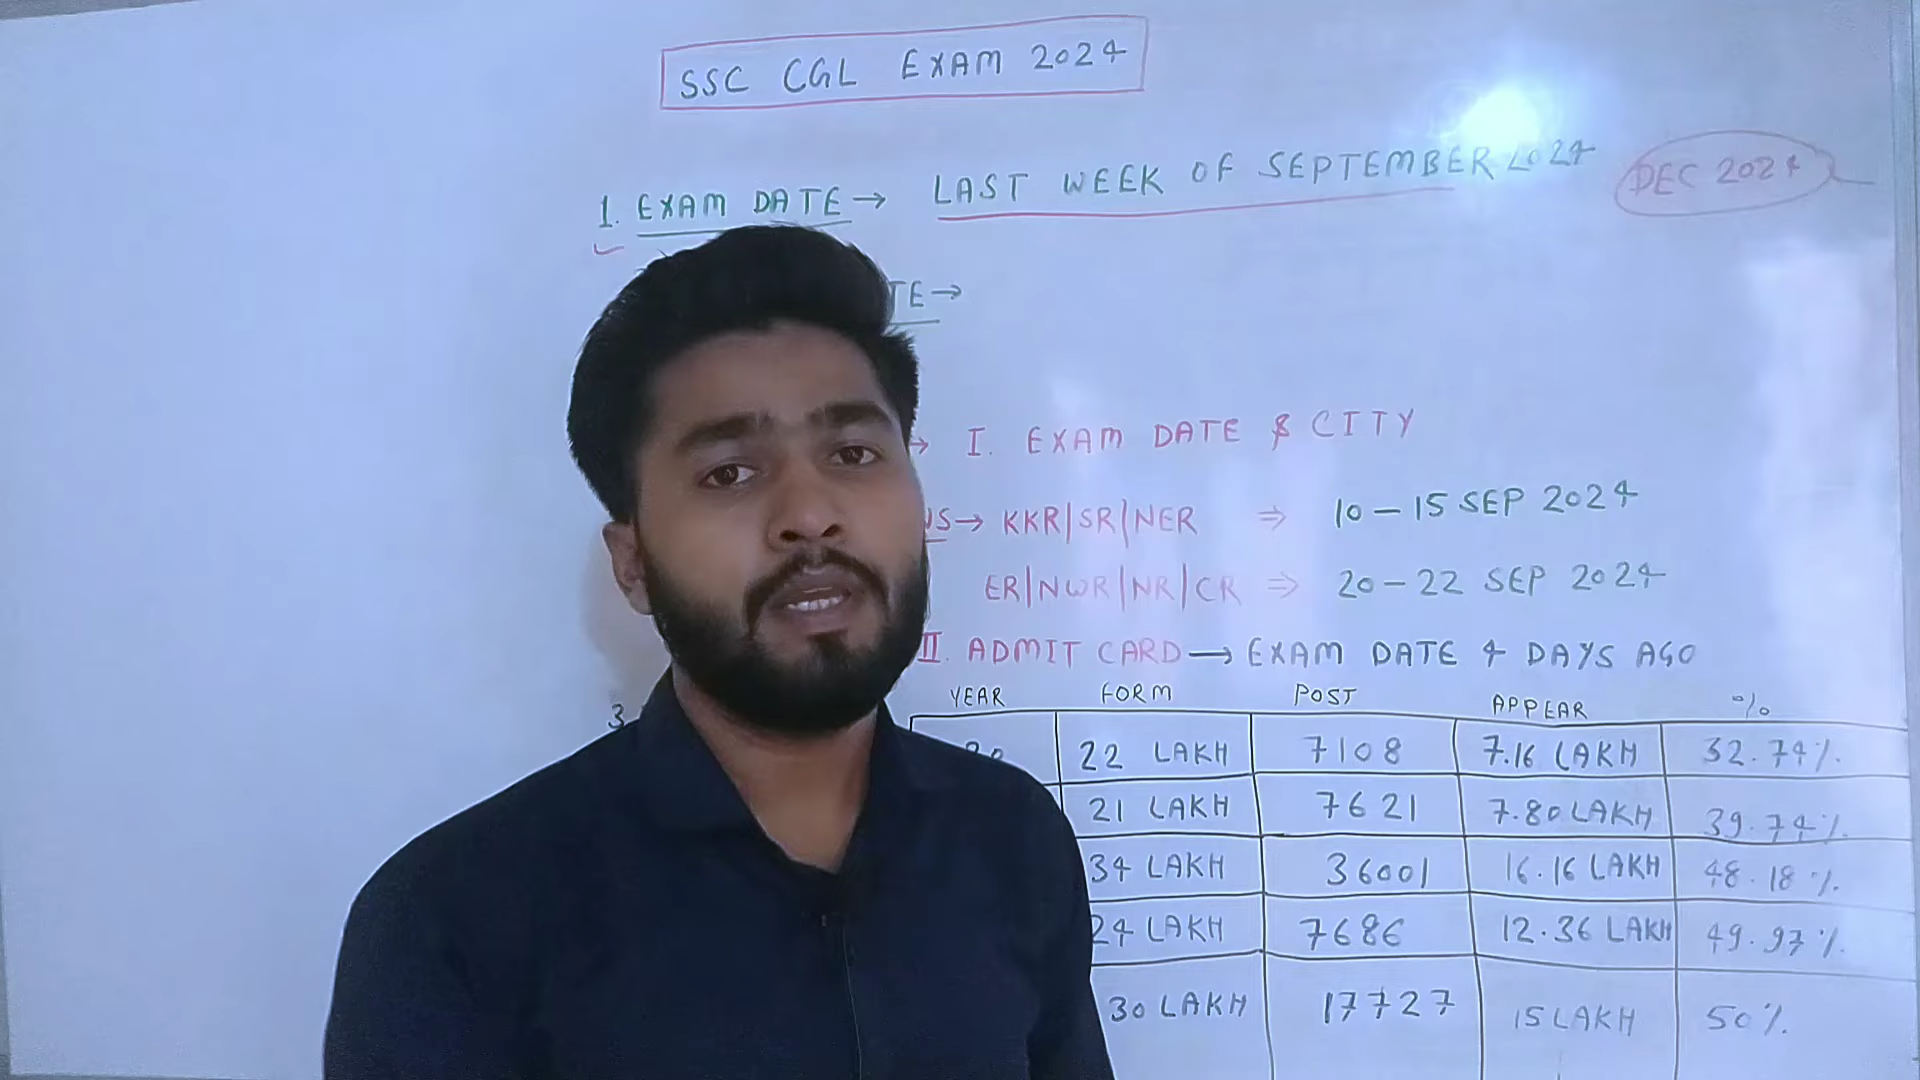 SSC CGL EXAM 2024
1. EXAM DATE → LAST WEEK OF SEPTEMBER 2024 DEC 2024
TE →
→ I. EXAM DATE & CITY
NS → KKR|SR|NER ⇒ 10 – 15 SEP 2024
ER|NWR|NR|CR ⇒ 20 – 22 SEP 2024
II. ADMIT CARD → EXAM DATE 4 DAYS AGO
3 YEAR FORM POST APPEAR %
20 22 LAKH 7108 7.16 LAKH 32.74%.
21 LAKH 7621 7.80 LAKH 39.74%.
34 LAKH 36001 16.16 LAKH 48.18%.
24 LAKH 7686 12.36 LAKH 49.97%.
30 LAKH 17727 15 LAKH 50%.